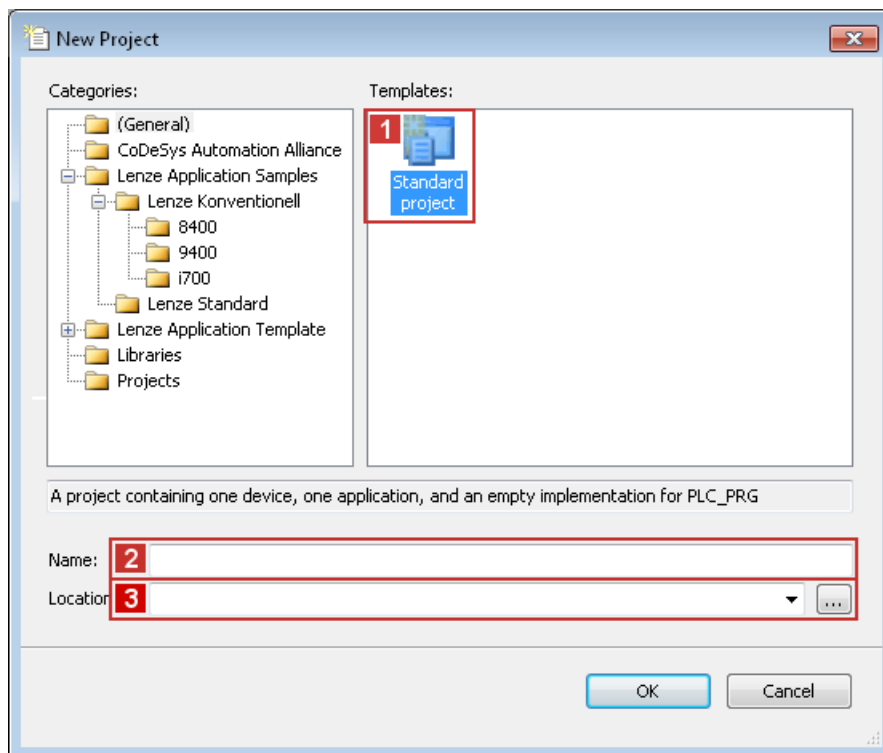 New Project
Categories:
Templates:
(General)
CoDeSys Automation Alliance
Lenze Application Samples
Lenze Konventionell
8400
9400
i700
Lenze Standard
Lenze Application Template
Libraries
Projects
1
Standard
project
A project containing one device, one application, and an empty implementation for PLC_PRG
Name: 2
Location 3
...
OK Cancel